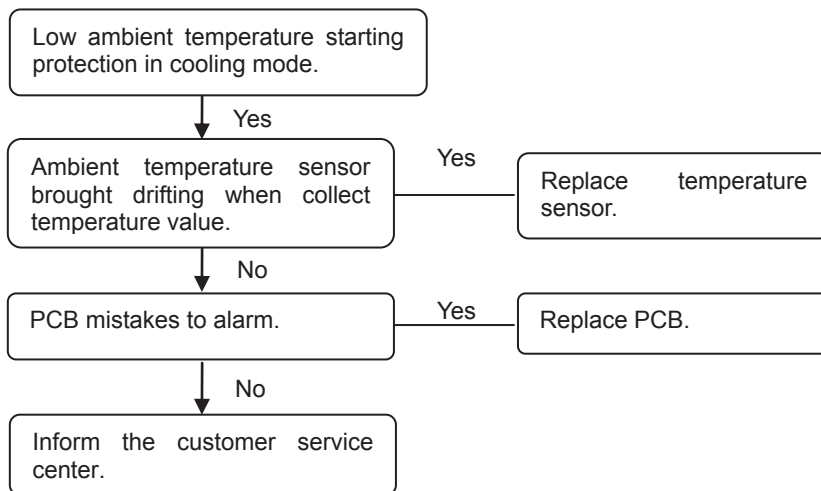 Low ambient temperature starting
protection in cooling mode.
Yes
Ambient temperature sensor
brought drifting when collect
temperature value.
Yes
Replace temperature
sensor.
No
PCB mistakes to alarm.
Yes
Replace PCB.
No
Inform the customer service
center.